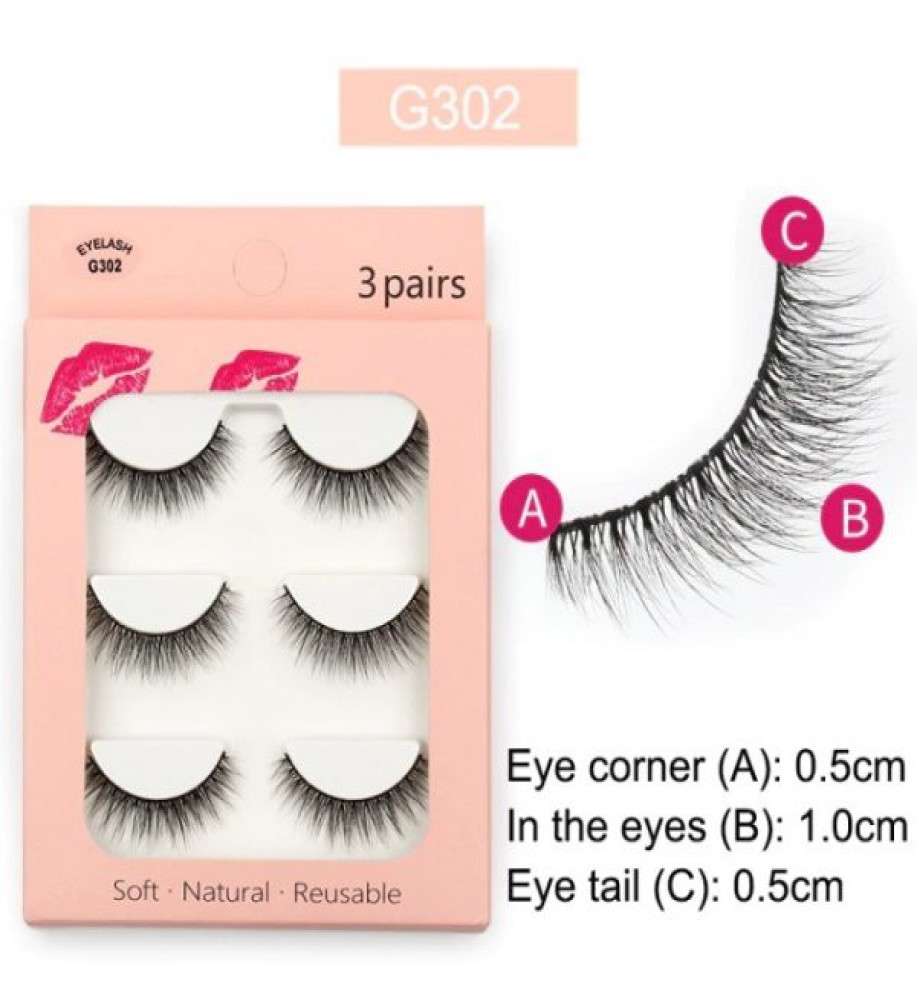 G302
EYELASH
G302
3 pairs
C
A
B
Eye corner (A): 0.5cm
In the eyes (B): 1.0cm
Eye tail (C): 0.5cm
Soft · Natural · Reusable